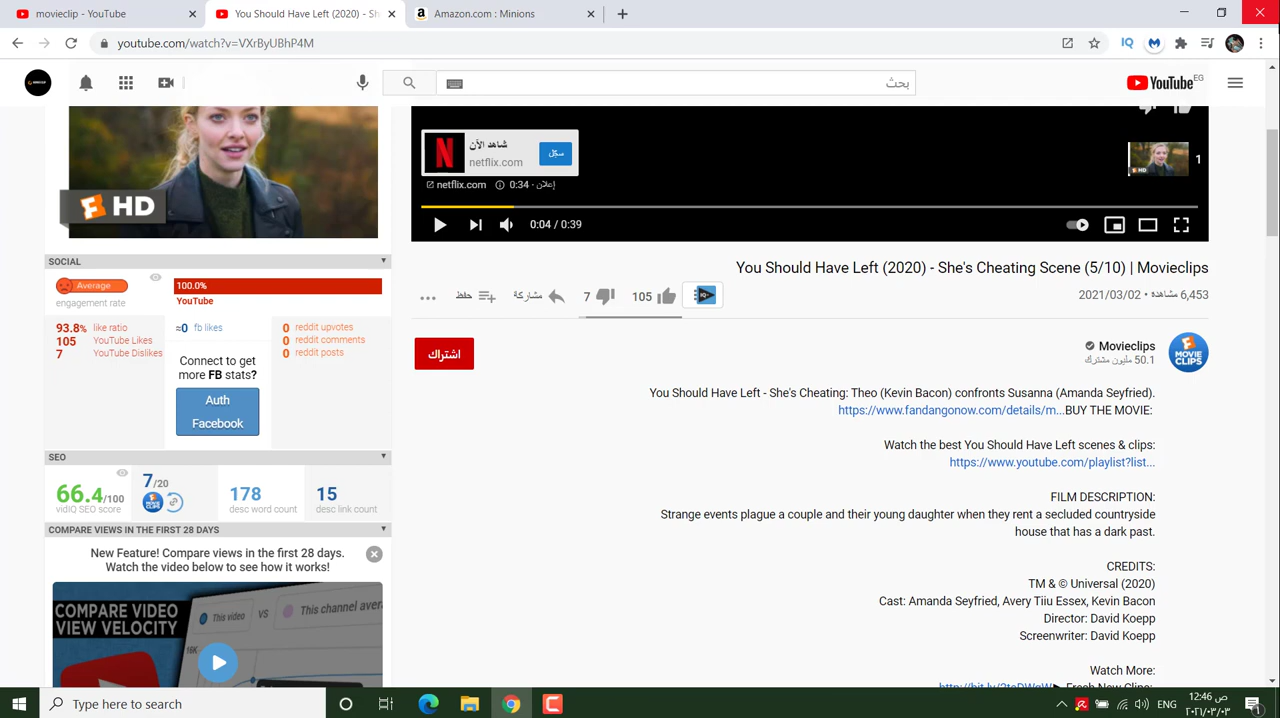 movieclip - YouTube
You Should Have Left (2020) - Sh
Amazon.com : Minions
youtube.com/watch?v=VXrByUBhP4M
IQ
بحث
YouTube EG
HD
شاهد الآن
netflix.com
سجّل
netflix.com
إعلان · 0:34
HD
1
0:04 / 0:39
SOCIAL
Average
engagement rate
100.0%
YouTube
93.8% like ratio
105 YouTube Likes
7 YouTube Dislikes
≈0 fb likes
Connect to get
more FB stats?
Auth
Facebook
0 reddit upvotes
0 reddit comments
0 reddit posts
SEO
66.4/100
vidIQ SEO score
7/20
178
desc word count
15
desc link count
COMPARE VIEWS IN THE FIRST 28 DAYS
New Feature! Compare views in the first 28 days.
Watch the video below to see how it works!
COMPARE VIDEO
VIEW VELOCITY
This video
VS
This channel avera
16K
You Should Have Left (2020) - She's Cheating Scene (5/10) | Movieclips
6,453 مشاهدة • 2021/03/02
105
7
مشاركة
حفظ
Movieclips
50.1 مليون مشترك
MOVIE
CLIPS
اشتراك
You Should Have Left - She's Cheating: Theo (Kevin Bacon) confronts Susanna (Amanda Seyfried).
https://www.fandangonow.com/details/m...BUY THE MOVIE:
Watch the best You Should Have Left scenes & clips:
https://www.youtube.com/playlist?list...
FILM DESCRIPTION:
Strange events plague a couple and their young daughter when they rent a secluded countryside
house that has a dark past.
CREDITS:
TM & © Universal (2020)
Cast: Amanda Seyfried, Avery Tiiu Essex, Kevin Bacon
Director: David Koepp
Screenwriter: David Koepp
Watch More:
Type here to search
ENG
12:46 ص
٢٠٢١/٠٣/٠٣
1